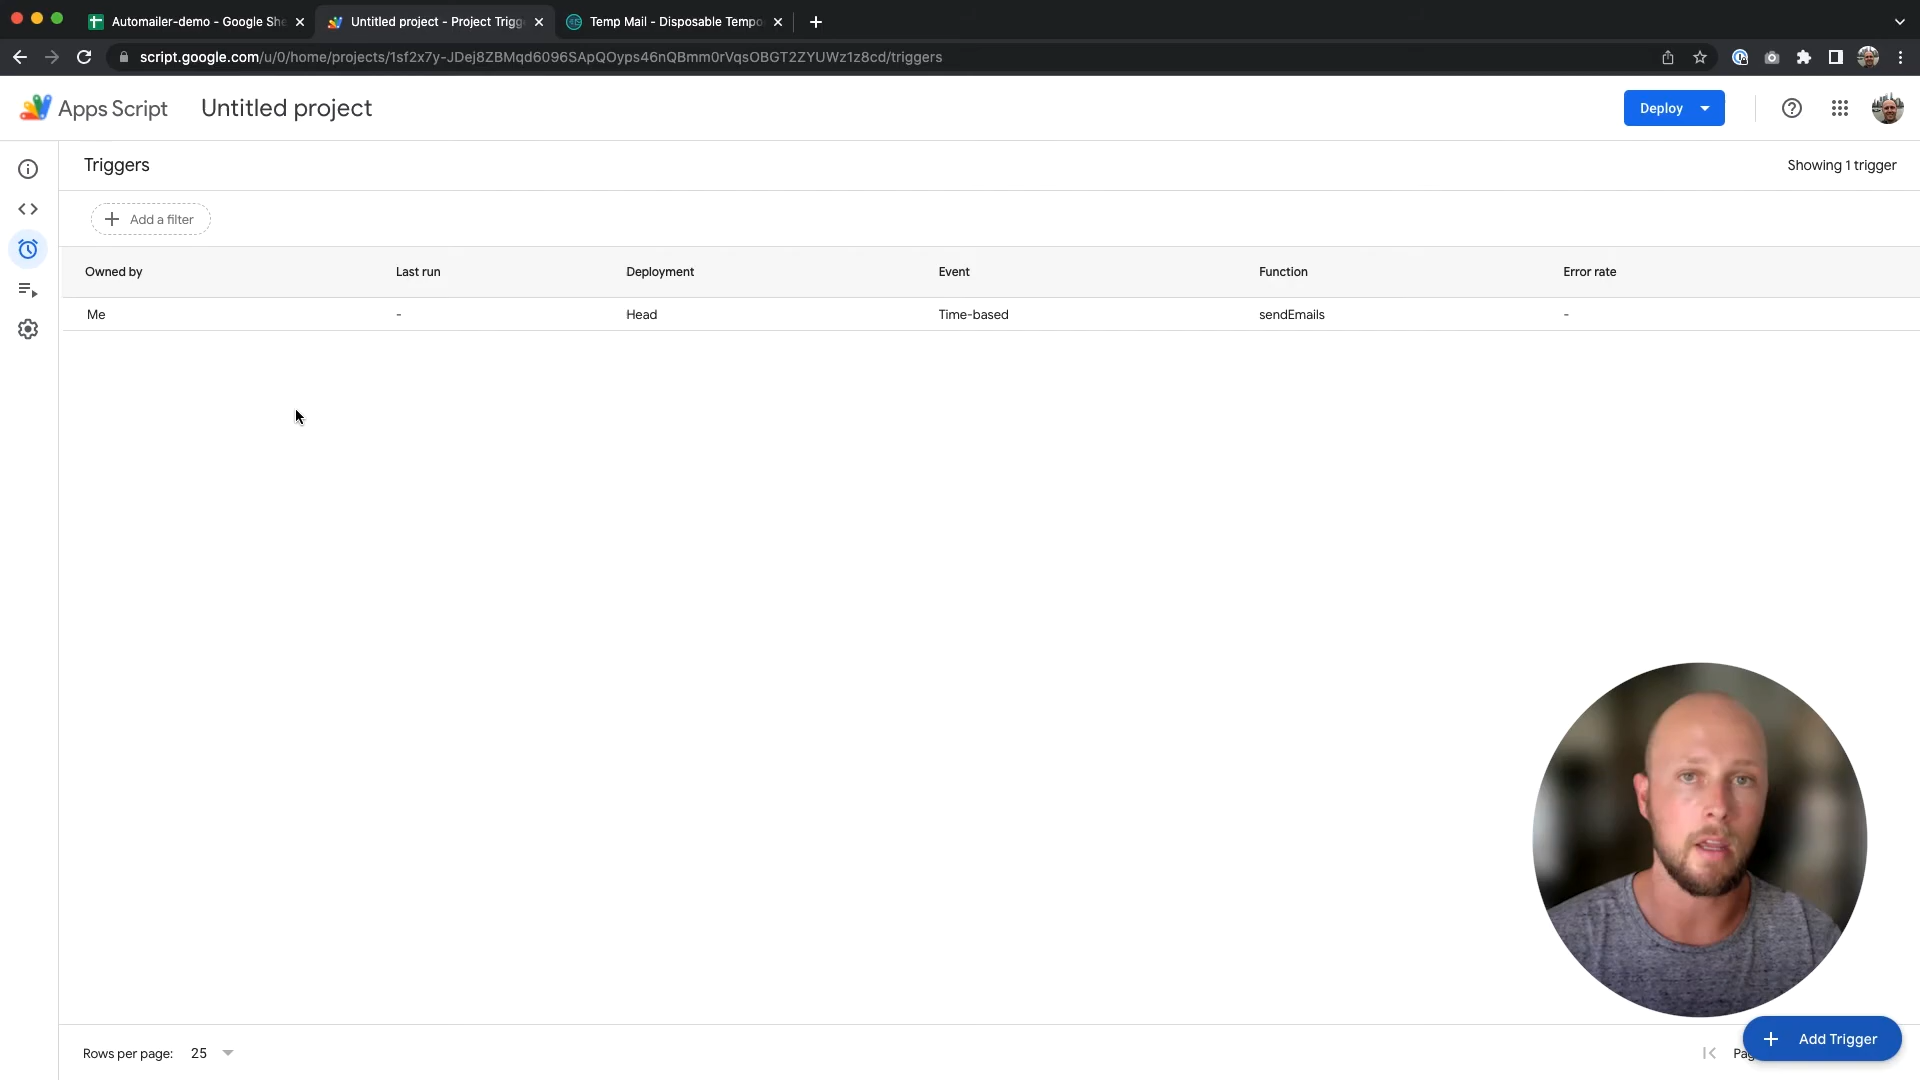 Automailer-demo - Google She
Untitled project - Project Trigg
Temp Mail - Disposable Tempo
script.google.com/u/0/home/projects/1sf2x7y-JDej8ZBMqd6096SApQOyps46nQBmm0rVqsOBGT2ZYUWz1z8cd/triggers
Apps Script
Untitled project
Deploy
Triggers
Showing 1 trigger
Add a filter
Owned by Last run Deployment Event Function Error rate
Me - Head Time-based sendEmails -
Rows per page: 25
Add Trigger